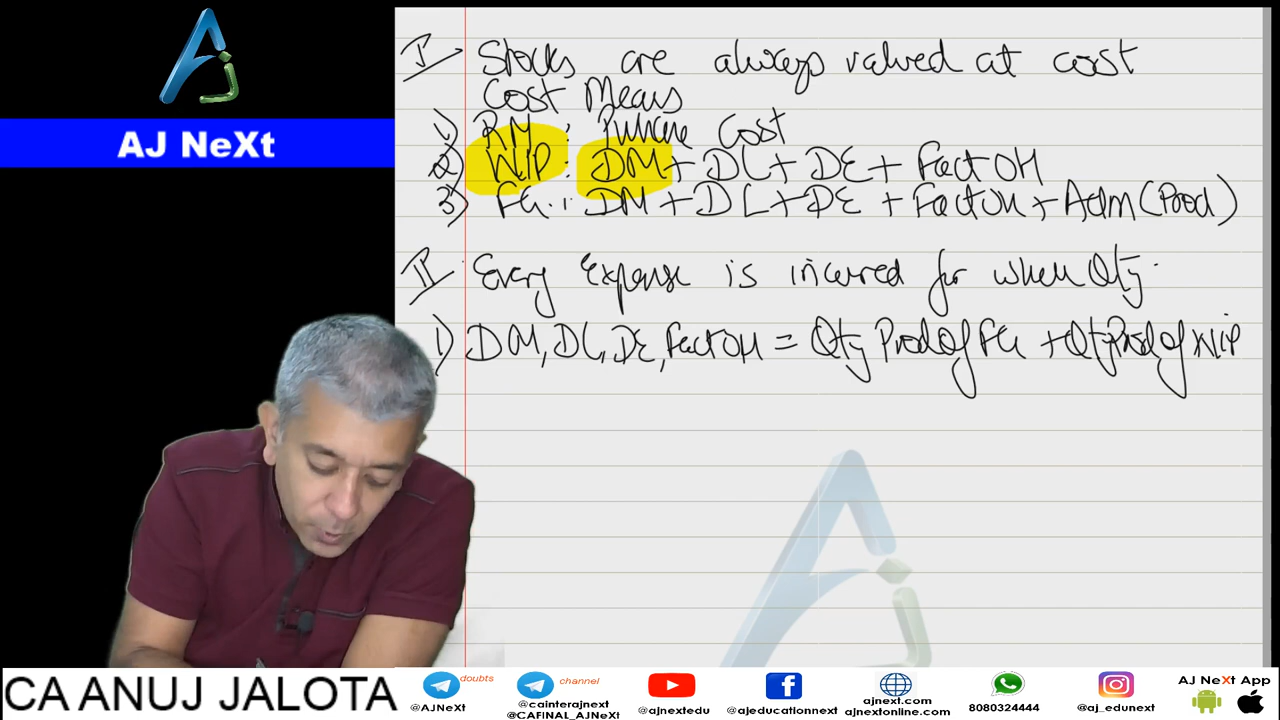 AJ NeXt
I Stocks are always valued at cost
Cost Means
1) RM : Purchase Cost
2) WIP : DM + DL + DE + Fact OH
3) FG : DM + DL + DE + Fact OH + Adm (Prod)
II Every Expense is incurred for when Qty.
1) DM, DL, DE, Fact OH = Qty Prod of FG + Qty Prod of WIP
CA ANUJ JALOTA
doubts
@AJNeXt
channel
@cainterajnext
@CAFINAL_AJNeXt
@ajnextedu
@ajeducationnext
ajnext.com
ajnextonline.com
8080324444
@aj_edunext
AJ NeXt App